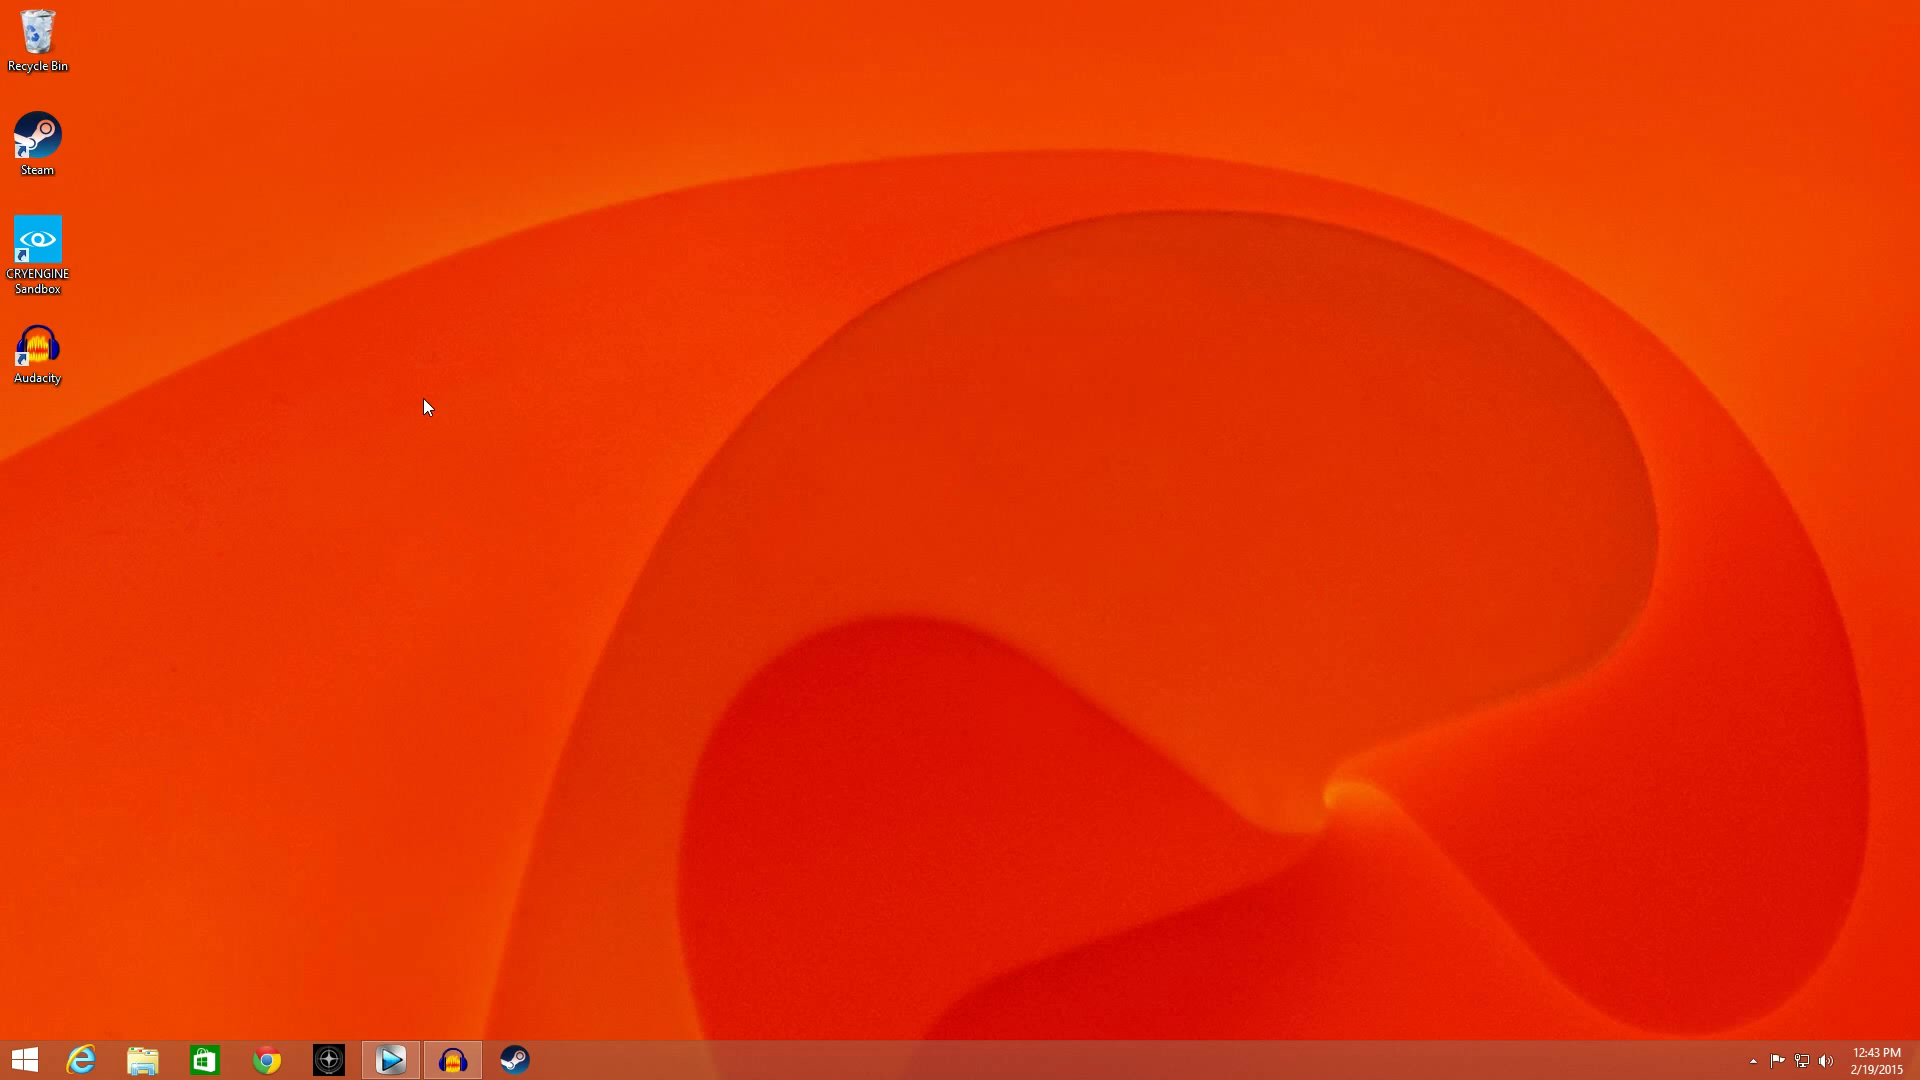 Recycle Bin
Steam
CRYENGINE
Sandbox
Audacity
12:43 PM
2/19/2015